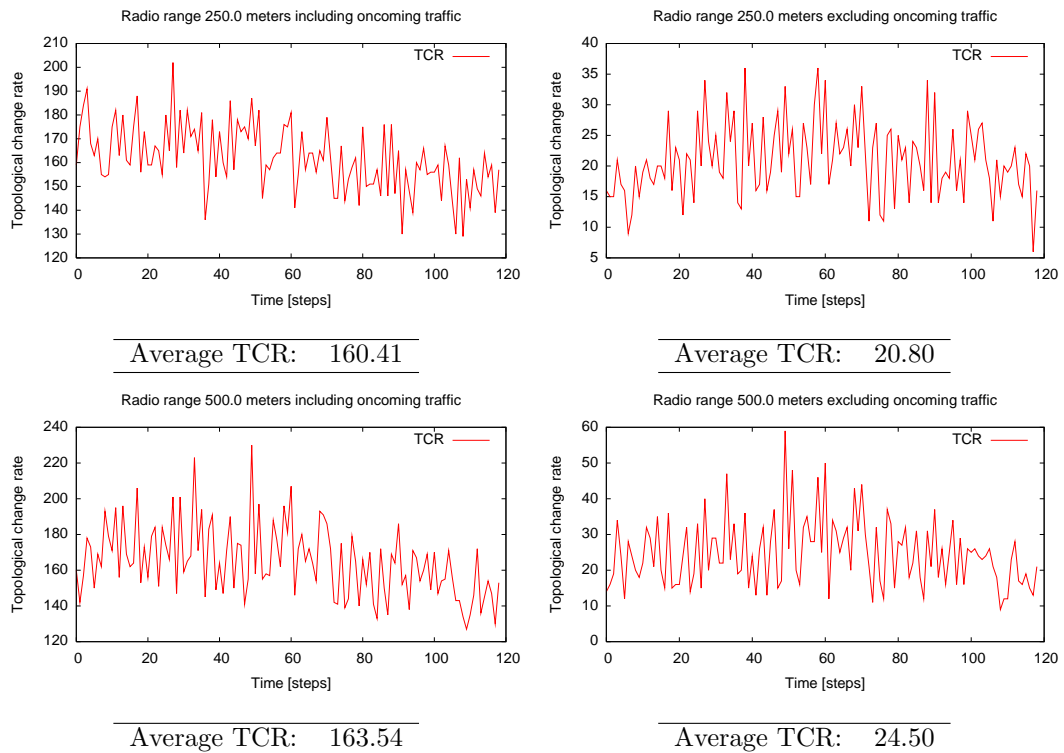 Radio range 250.0 meters including oncoming traffic
210
200
190
180
170
160
150
140
130
120
0 20 40 60 80 100 120
Topological change rate
Time [steps]
TCR
Average TCR: 160.41
Radio range 250.0 meters excluding oncoming traffic
40
35
30
25
20
15
10
5
0 20 40 60 80 100 120
Topological change rate
Time [steps]
TCR
Average TCR: 20.80
Radio range 500.0 meters including oncoming traffic
240
220
200
180
160
140
120
0 20 40 60 80 100 120
Topological change rate
Time [steps]
TCR
Average TCR: 163.54
Radio range 500.0 meters excluding oncoming traffic
60
50
40
30
20
10
0
0 20 40 60 80 100 120
Topological change rate
Time [steps]
TCR
Average TCR: 24.50